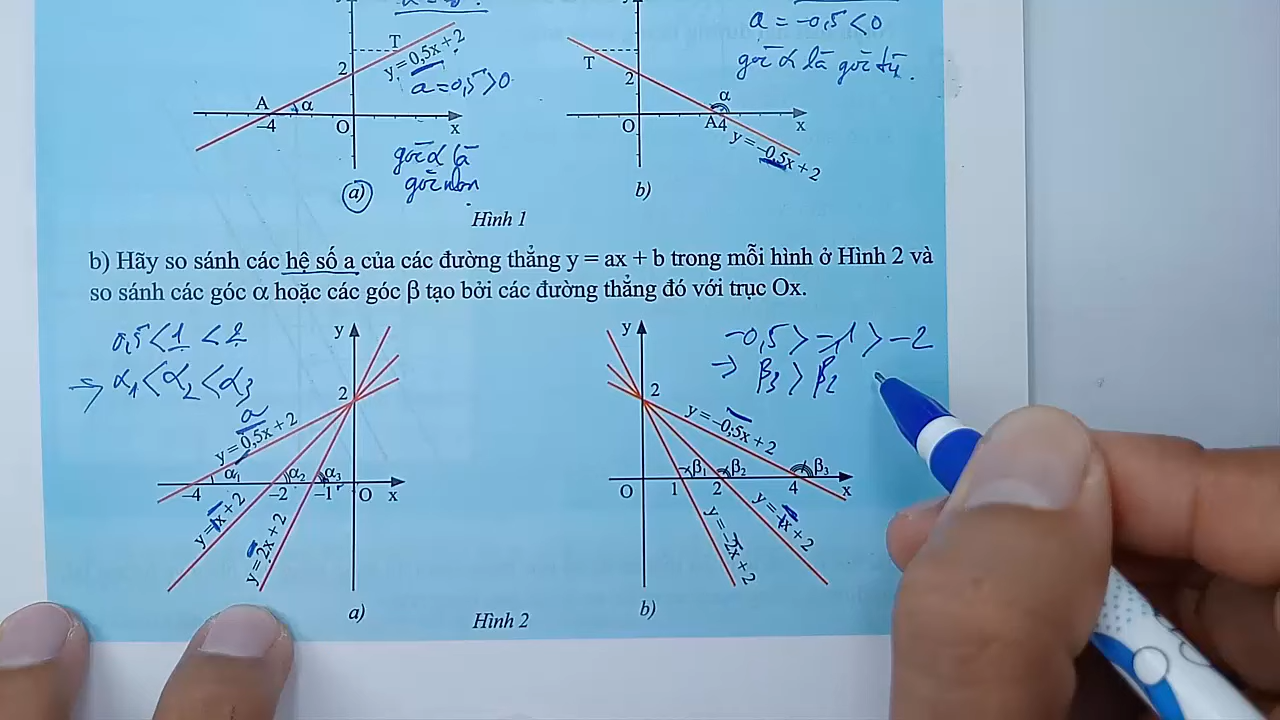 a = -0,5 < 0
góc α là góc tù.
T
y = 0,5x + 2
2
a = 0,5 > 0
A
α
-4
O
x
góc α là
góc nhọn
a)
T
2
α
O
A4
x
y = -0,5x + 2
b)
Hình 1
b) Hãy so sánh các hệ số a của các đường thẳng y = ax + b trong mỗi hình ở Hình 2 và
so sánh các góc α hoặc các góc β tạo bởi các đường thẳng đó với trục Ox.
0,5 < 1 < 2
→ α1 < α2 < α3
y
2
a
y = 0,5x + 2
α1
α2
α3
-4
-2
-1
O
x
y = 1x + 2
y = 2x + 2
a)
-0,5 > -1 > -2
→ β3 > β2
y
2
y = -0,5x + 2
β1
β2
β3
O
1
2
4
x
y = -2x + 2
y = -1x + 2
b)
Hình 2